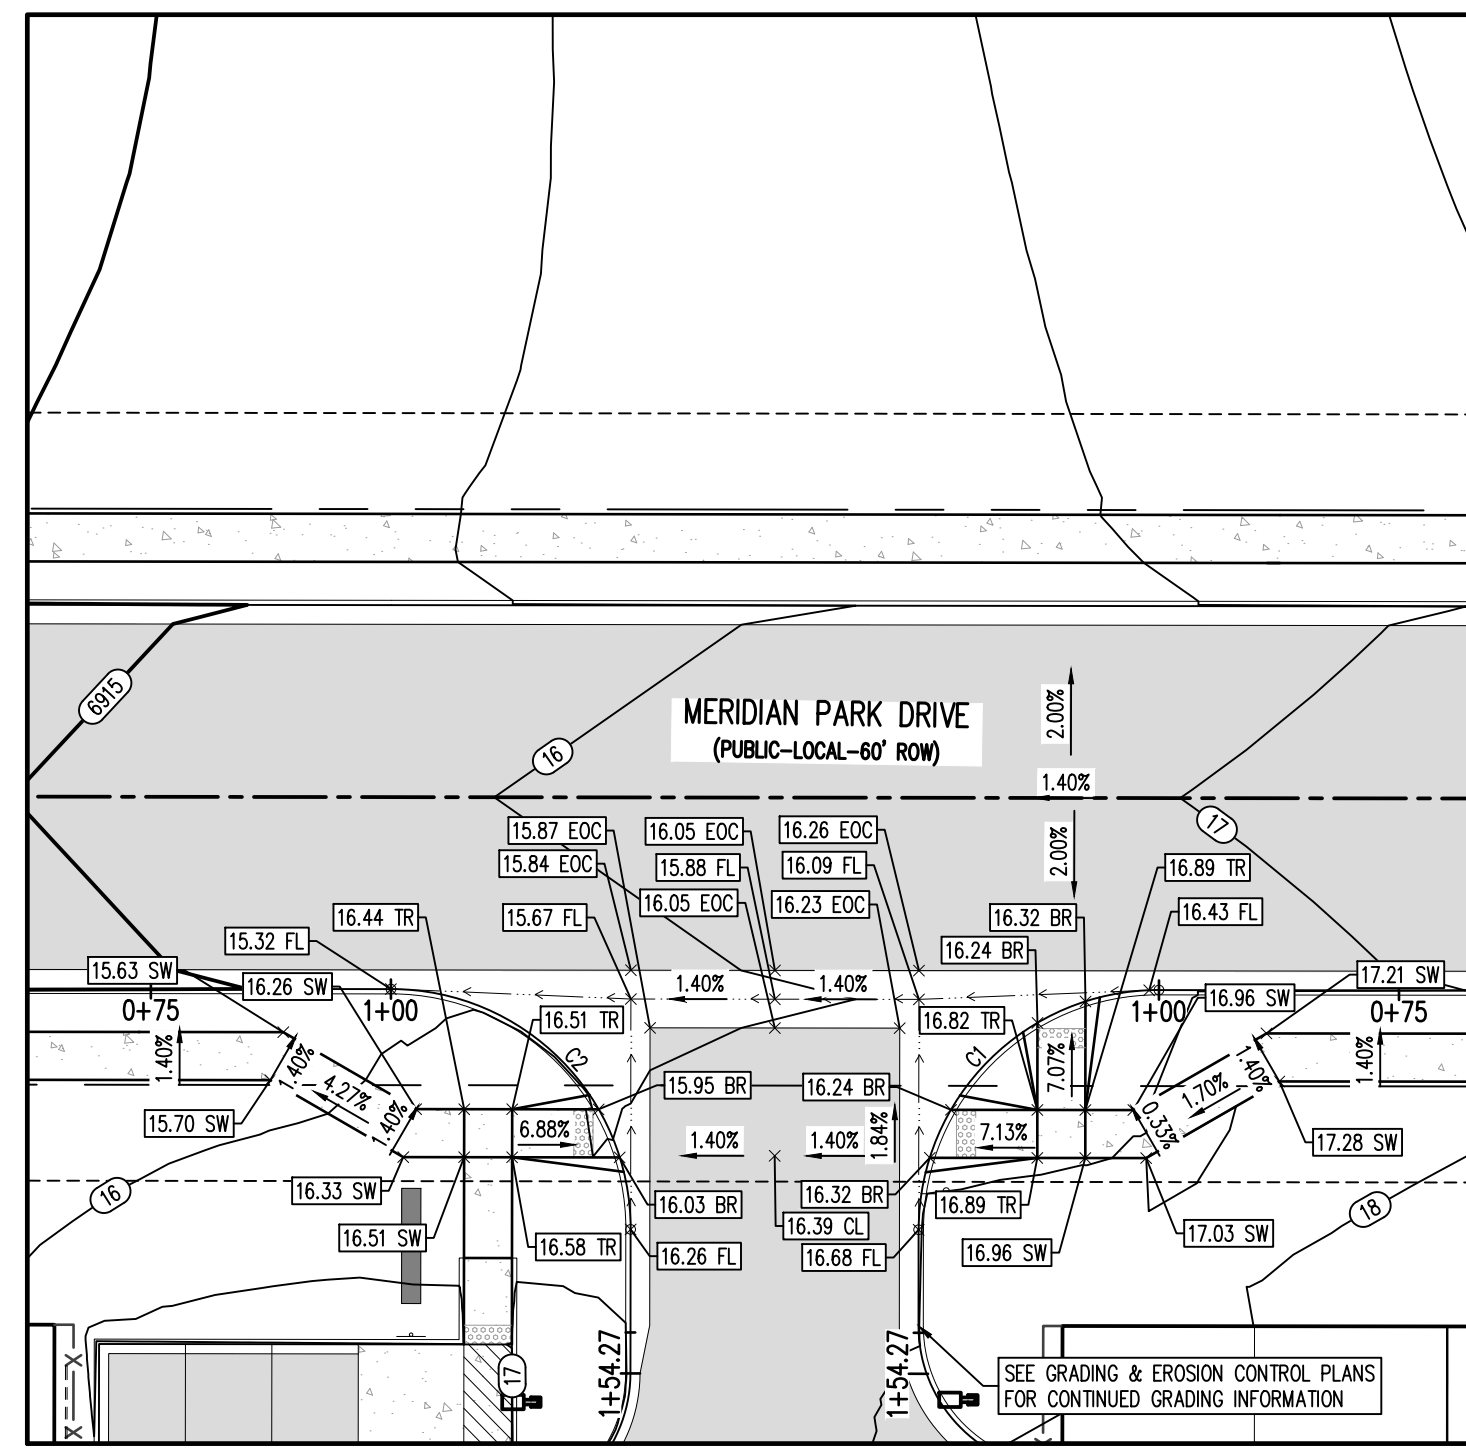 6915
MERIDIAN PARK DRIVE
(PUBLIC-LOCAL-60' ROW)
2.00%
16
1.40%
17
2.00%
15.87 EOC
16.05 EOC
16.26 EOC
15.84 EOC
15.88 FL
16.09 FL
16.89 TR
16.44 TR
15.67 FL
16.05 EOC
16.23 EOC
16.32 BR
16.43 FL
15.32 FL
16.24 BR
15.63 SW
16.26 SW
1.40%
1.40%
17.21 SW
16.96 SW
0+75
1+00
16.51 TR
16.82 TR
1+00
0+75
1.40%
1.40%
4.27%
1.40%
C2
C1
7.07%
1.40%
1.70%
0.33%
1.40%
15.95 BR
16.24 BR
15.70 SW
6.88%
1.40%
1.40%
1.84%
7.13%
17.28 SW
16
16.33 SW
16.03 BR
16.32 BR
16.89 TR
18
16.39 CL
16.51 SW
16.58 TR
16.26 FL
16.68 FL
16.96 SW
17.03 SW
17
1+54.27
1+54.27
SEE GRADING & EROSION CONTROL PLANS
FOR CONTINUED GRADING INFORMATION
X
X
X